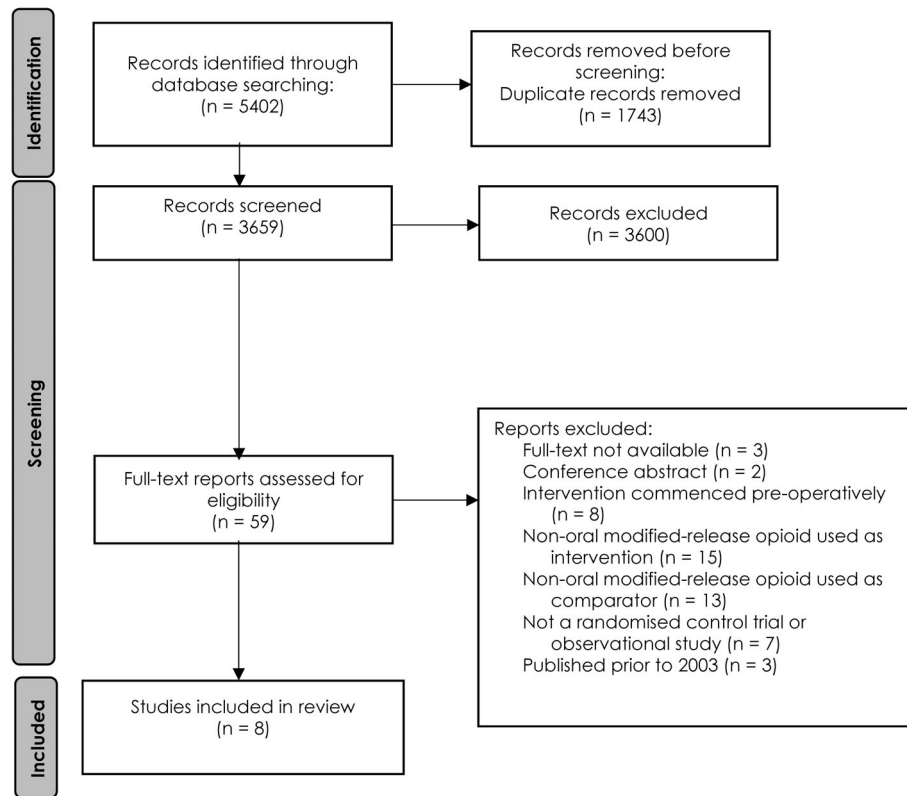 Identification
Records identified through
database searching:
(n = 5402)
Records removed before
screening:
Duplicate records removed
(n = 1743)
Screening
Records screened
(n = 3659)
Records excluded
(n = 3600)
Full-text reports assessed for
eligibility
(n = 59)
Reports excluded:
Full-text not available (n = 3)
Conference abstract (n = 2)
Intervention commenced pre-operatively
(n = 8)
Non-oral modified-release opioid used as
intervention (n = 15)
Non-oral modified-release opioid used as
comparator (n = 13)
Not a randomised control trial or
observational study (n = 7)
Published prior to 2003 (n = 3)
Included
Studies included in review
(n = 8)